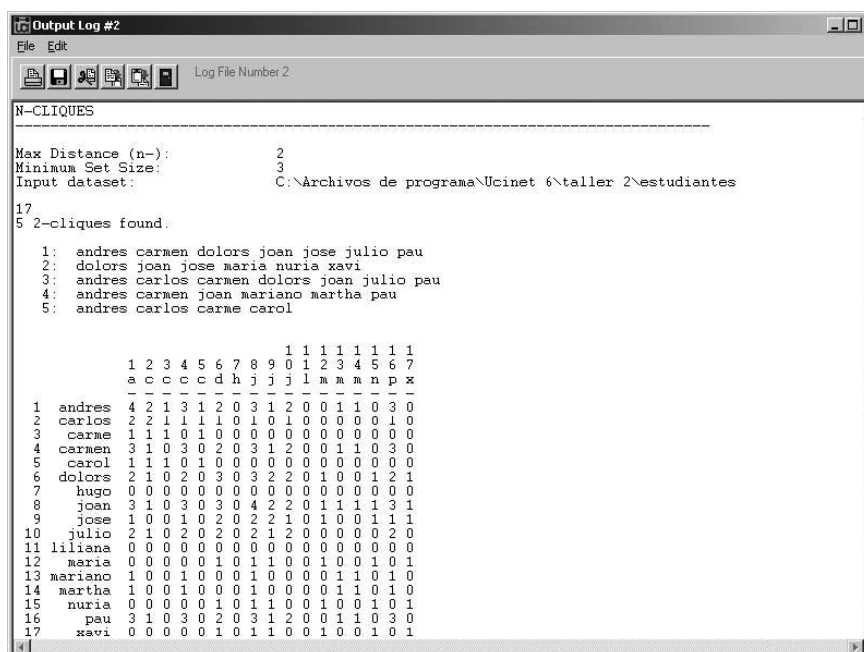 Output Log #2
File Edit
Log File Number 2
N-CLIQUES
--------------------------------------------------------------------------------
Max Distance (n-): 2
Minimum Set Size: 3
Input dataset: C:\Archivos de programa\Ucinet 6\taller 2\estudiantes
17
5 2-cliques found.
1: andres carmen dolors joan jose julio pau
2: dolors joan jose maria nuria xavi
3: andres carlos carmen dolors joan julio pau
4: andres carmen joan mariano martha pau
5: andres carlos carme carol
1 1 1 1 1 1 1 1
1 2 3 4 5 6 7 8 9 0 1 2 3 4 5 6 7
a c c c c d h j j j l m m m n p x
- - - - - - - - - - - - - - - - -
1 andres 4 2 1 3 1 2 0 3 1 2 0 0 1 1 0 3 0
2 carlos 2 2 1 1 1 1 0 1 0 1 0 0 0 0 0 1 0
3 carme 1 1 1 0 1 0 0 0 0 0 0 0 0 0 0 0 0
4 carmen 3 1 0 3 0 2 0 3 1 2 0 0 1 1 0 3 0
5 carol 1 1 1 0 1 0 0 0 0 0 0 0 0 0 0 0 0
6 dolors 2 1 0 2 0 3 0 3 2 2 0 1 0 0 1 2 1
7 hugo 0 0 0 0 0 0 0 0 0 0 0 0 0 0 0 0 0
8 joan 3 1 0 3 0 3 0 4 2 2 0 1 1 1 1 3 1
9 jose 1 0 0 1 0 2 0 2 2 1 0 1 0 0 1 1 1
10 julio 2 1 0 2 0 2 0 2 1 2 0 0 0 0 0 2 0
11 liliana 0 0 0 0 0 0 0 0 0 0 0 0 0 0 0 0 0
12 maria 0 0 0 0 0 1 0 1 1 0 0 1 0 0 1 0 1
13 mariano 1 0 0 1 0 0 0 1 0 0 0 0 1 1 0 1 0
14 martha 1 0 0 1 0 0 0 1 0 0 0 0 1 1 0 1 0
15 nuria 0 0 0 0 0 1 0 1 1 0 0 1 0 0 1 0 1
16 pau 3 1 0 3 0 2 0 3 1 2 0 0 1 1 0 3 0
17 xavi 0 0 0 0 0 1 0 1 1 0 0 1 0 0 1 0 1